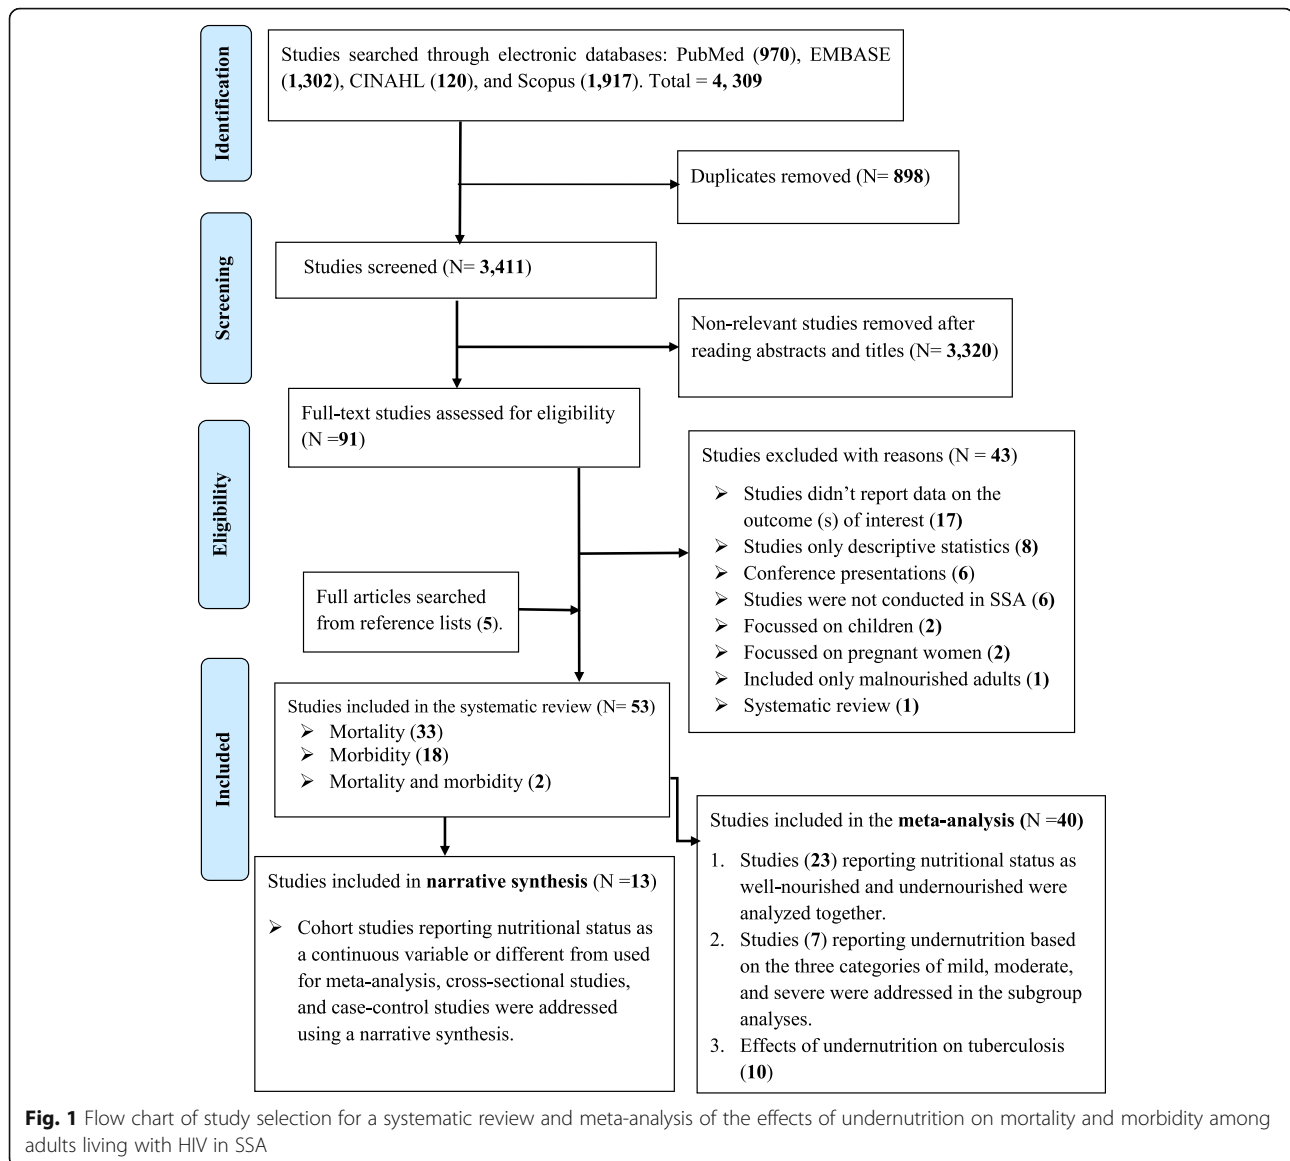 Identification
Studies searched through electronic databases: PubMed (970), EMBASE
(1,302), CINAHL (120), and Scopus (1,917). Total = 4, 309
Duplicates removed (N= 898)
Screening
Studies screened (N= 3,411)
Non-relevant studies removed after
reading abstracts and titles (N= 3,320)
Eligibility
Full-text studies assessed for eligibility
(N =91)
Studies excluded with reasons (N = 43)
➢ Studies didn't report data on the
outcome (s) of interest (17)
➢ Studies only descriptive statistics (8)
➢ Conference presentations (6)
➢ Studies were not conducted in SSA (6)
➢ Focussed on children (2)
➢ Focussed on pregnant women (2)
➢ Included only malnourished adults (1)
➢ Systematic review (1)
Full articles searched
from reference lists (5).
Included
Studies included in the systematic review (N= 53)
➢ Mortality (33)
➢ Morbidity (18)
➢ Mortality and morbidity (2)
Studies included in narrative synthesis (N =13)
➢ Cohort studies reporting nutritional status as
a continuous variable or different from used
for meta-analysis, cross-sectional studies,
and case-control studies were addressed
using a narrative synthesis.
Studies included in the meta-analysis (N =40)
1. Studies (23) reporting nutritional status as
well-nourished and undernourished were
analyzed together.
2. Studies (7) reporting undernutrition based
on the three categories of mild, moderate,
and severe were addressed in the subgroup
analyses.
3. Effects of undernutrition on tuberculosis
(10)
Fig. 1 Flow chart of study selection for a systematic review and meta-analysis of the effects of undernutrition on mortality and morbidity among
adults living with HIV in SSA